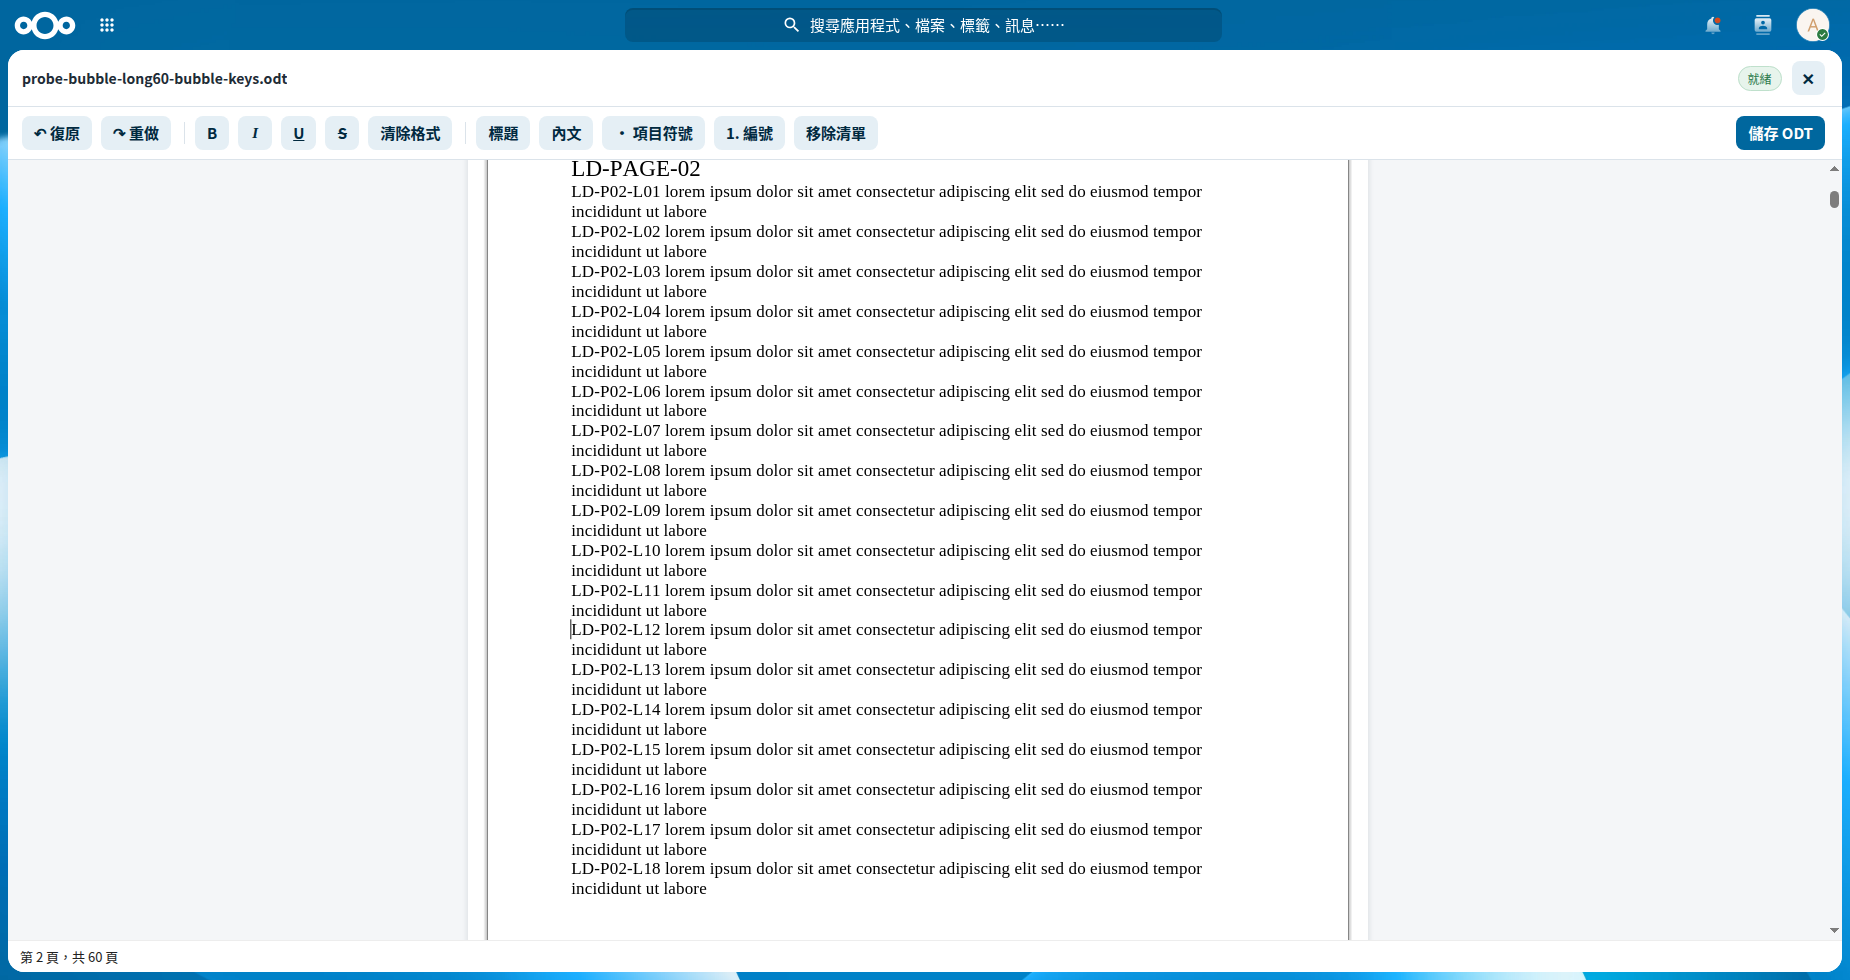 搜尋應用程式、檔案、標籤、訊息……
A
probe-bubble-long60-bubble-keys.odt
就緒
復原
重做
B
I
U
S
清除格式
標題
內文
• 項目符號
1. 編號
移除清單
儲存 ODT
LD-PAGE-02
LD-P02-L01 lorem ipsum dolor sit amet consectetur adipiscing elit sed do eiusmod tempor
incididunt ut labore
LD-P02-L02 lorem ipsum dolor sit amet consectetur adipiscing elit sed do eiusmod tempor
incididunt ut labore
LD-P02-L03 lorem ipsum dolor sit amet consectetur adipiscing elit sed do eiusmod tempor
incididunt ut labore
LD-P02-L04 lorem ipsum dolor sit amet consectetur adipiscing elit sed do eiusmod tempor
incididunt ut labore
LD-P02-L05 lorem ipsum dolor sit amet consectetur adipiscing elit sed do eiusmod tempor
incididunt ut labore
LD-P02-L06 lorem ipsum dolor sit amet consectetur adipiscing elit sed do eiusmod tempor
incididunt ut labore
LD-P02-L07 lorem ipsum dolor sit amet consectetur adipiscing elit sed do eiusmod tempor
incididunt ut labore
LD-P02-L08 lorem ipsum dolor sit amet consectetur adipiscing elit sed do eiusmod tempor
incididunt ut labore
LD-P02-L09 lorem ipsum dolor sit amet consectetur adipiscing elit sed do eiusmod tempor
incididunt ut labore
LD-P02-L10 lorem ipsum dolor sit amet consectetur adipiscing elit sed do eiusmod tempor
incididunt ut labore
LD-P02-L11 lorem ipsum dolor sit amet consectetur adipiscing elit sed do eiusmod tempor
incididunt ut labore
LD-P02-L12 lorem ipsum dolor sit amet consectetur adipiscing elit sed do eiusmod tempor
incididunt ut labore
LD-P02-L13 lorem ipsum dolor sit amet consectetur adipiscing elit sed do eiusmod tempor
incididunt ut labore
LD-P02-L14 lorem ipsum dolor sit amet consectetur adipiscing elit sed do eiusmod tempor
incididunt ut labore
LD-P02-L15 lorem ipsum dolor sit amet consectetur adipiscing elit sed do eiusmod tempor
incididunt ut labore
LD-P02-L16 lorem ipsum dolor sit amet consectetur adipiscing elit sed do eiusmod tempor
incididunt ut labore
LD-P02-L17 lorem ipsum dolor sit amet consectetur adipiscing elit sed do eiusmod tempor
incididunt ut labore
LD-P02-L18 lorem ipsum dolor sit amet consectetur adipiscing elit sed do eiusmod tempor
incididunt ut labore
第 2 頁，共 60 頁